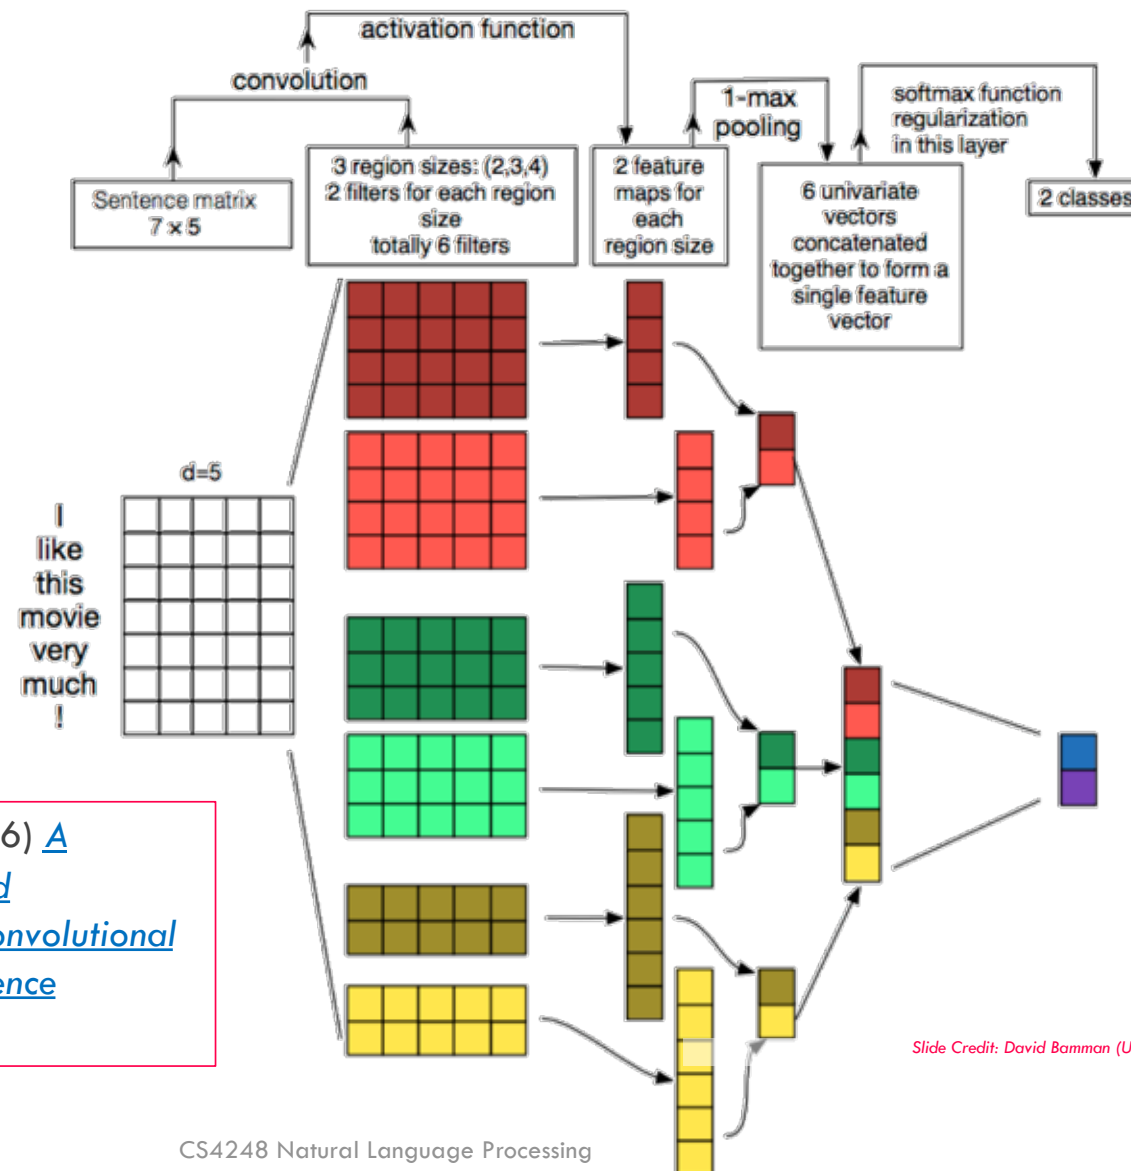 activation function
convolution
1-max
pooling
softmax function
regularization
in this layer
Sentence matrix
7 × 5
3 region sizes: (2,3,4)
2 filters for each region
size
totally 6 filters
2 feature
maps for
each
region size
6 univariate
vectors
concatenated
together to form a
single feature
vector
2 classes
d=5
I
like
this
movie
very
much
!
6) A
d
onvolutional
ence
Slide Credit: David Bamman (U
CS4248 Natural Language Processing